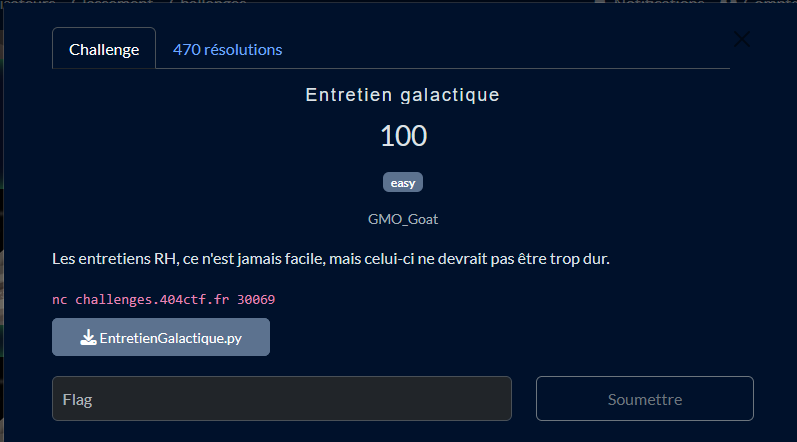 Challenge
470 résolutions
Entretien galactique
100
easy
GMO_Goat
Les entretiens RH, ce n'est jamais facile, mais celui-ci ne devrait pas être trop dur.
nc challenges.404ctf.fr 30069
EntretienGalactique.py
Flag
Soumettre